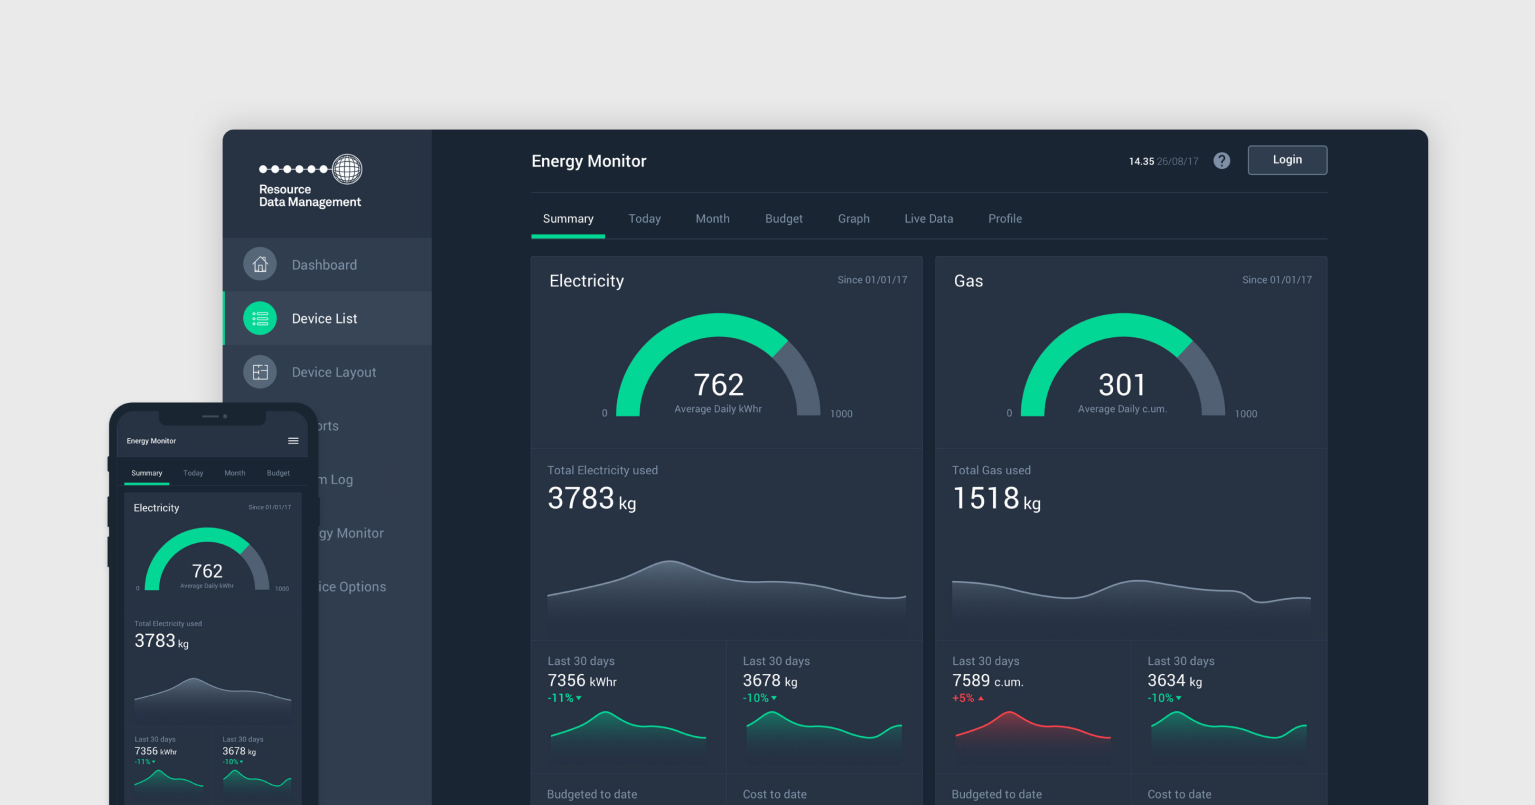 Resource
Data Management
Dashboard
Device List
Device Layout
orts
m Log
gy Monitor
ice Options
Energy Monitor
14.35 26/08/17
?
Login
Summary Today Month Budget Graph Live Data Profile
Electricity
Since 01/01/17
762
Average Daily kWhr
0
1000
Total Electricity used
3783 kg
Last 30 days
7356 kWhr
-11%
Last 30 days
3678 kg
-10%
Budgeted to date
Cost to date
Gas
Since 01/01/17
301
Average Daily c.um.
0
1000
Total Gas used
1518 kg
Last 30 days
7589 c.um.
+5%
Last 30 days
3634 kg
-10%
Budgeted to date
Cost to date
Energy Monitor
Summary Today Month Budget
Electricity
Since 01/01/17
762
Average Daily kWhr
0
1000
Total Electricity used
3783 kg
Last 30 days
7356 kWhr
-11%
Last 30 days
3678 kg
-10%